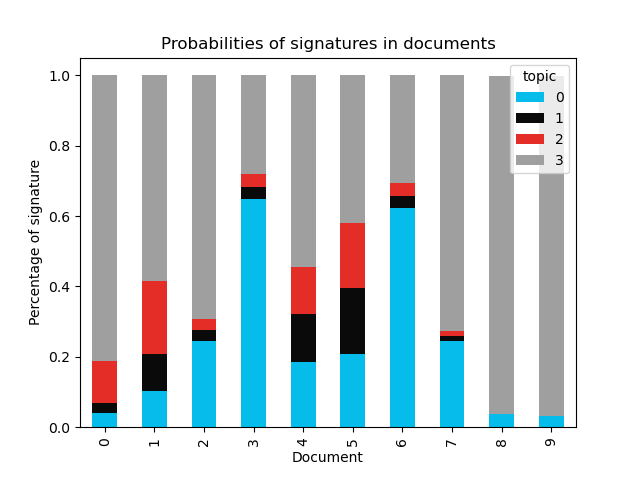 Probabilities of signatures in documents
topic
0
1
2
3
Percentage of signature
1.0
0.8
0.6
0.4
0.2
0.0
0 1 2 3 4 5 6 7 8 9
Document